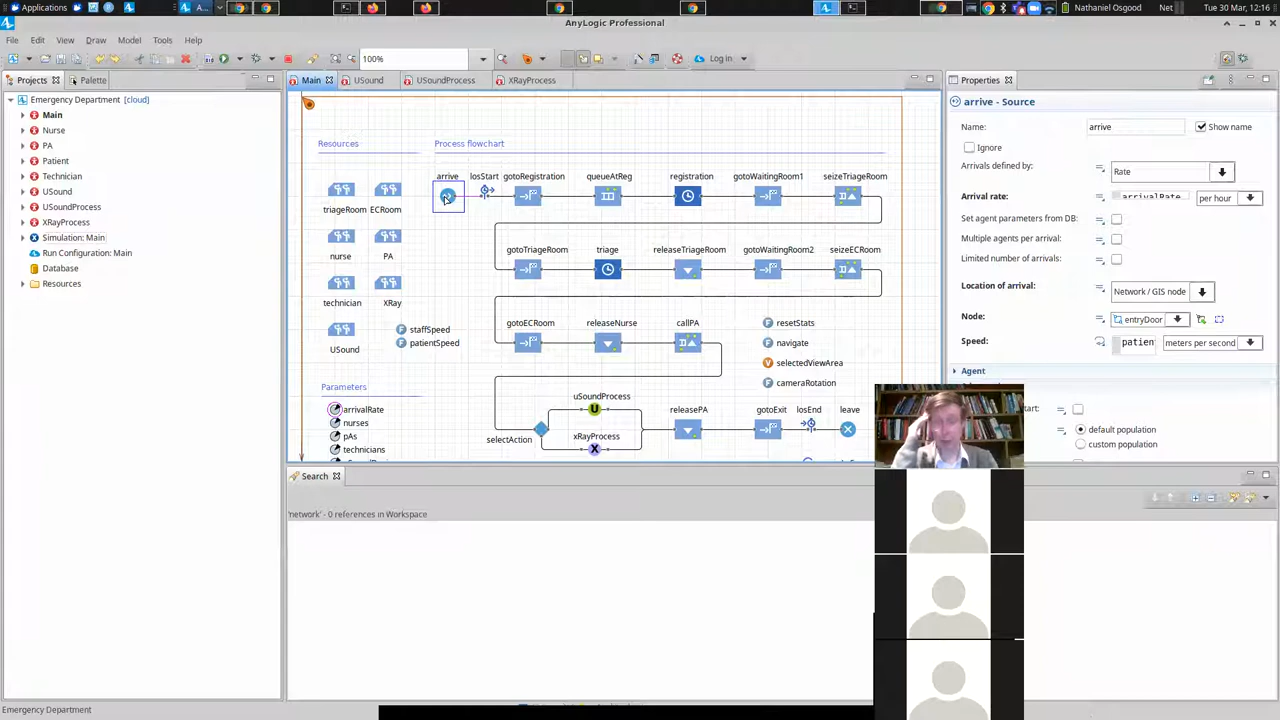 Applications
A...
Nathaniel Osgood
Net
Tue 30 Mar, 12:16
AnyLogic Professional
File Edit View Draw Model Tools Help
100%
Log in
Projects
Palette
Main
USound
USoundProcess
XRayProcess
Properties
Emergency Department [cloud]
Main
Nurse
PA
Patient
Technician
USound
USoundProcess
XRayProcess
Simulation: Main
Run Configuration: Main
Database
Resources
Resources
Process flowchart
arrive losStart gotoRegistration queueAtReg registration gotoWaitingRoom1 seizeTriageRoom
triageRoom ECRoom
gotoTriageRoom triage releaseTriageRoom gotoWaitingRoom2 seizeECRoom
nurse PA
technician XRay
gotoECRoom releaseNurse callPA
resetStats
staffSpeed
patientSpeed
navigate
USound
selectedViewArea
cameraRotation
Parameters
uSoundProcess
arrivalRate
releasePA gotoExit losEnd leave
nurses
pAs
xRayProcess
selectAction
technicians
arrive - Source
Name: arrive Show name
Ignore
Arrivals defined by: Rate
Arrival rate: arrivalRate per hour
Set agent parameters from DB:
Multiple agents per arrival:
Limited number of arrivals:
Location of arrival: Network / GIS node
Node: entryDoor
Speed: patien meters per second
Agent
default population
custom population
Search
'network' - 0 references in Workspace
Emergency Department